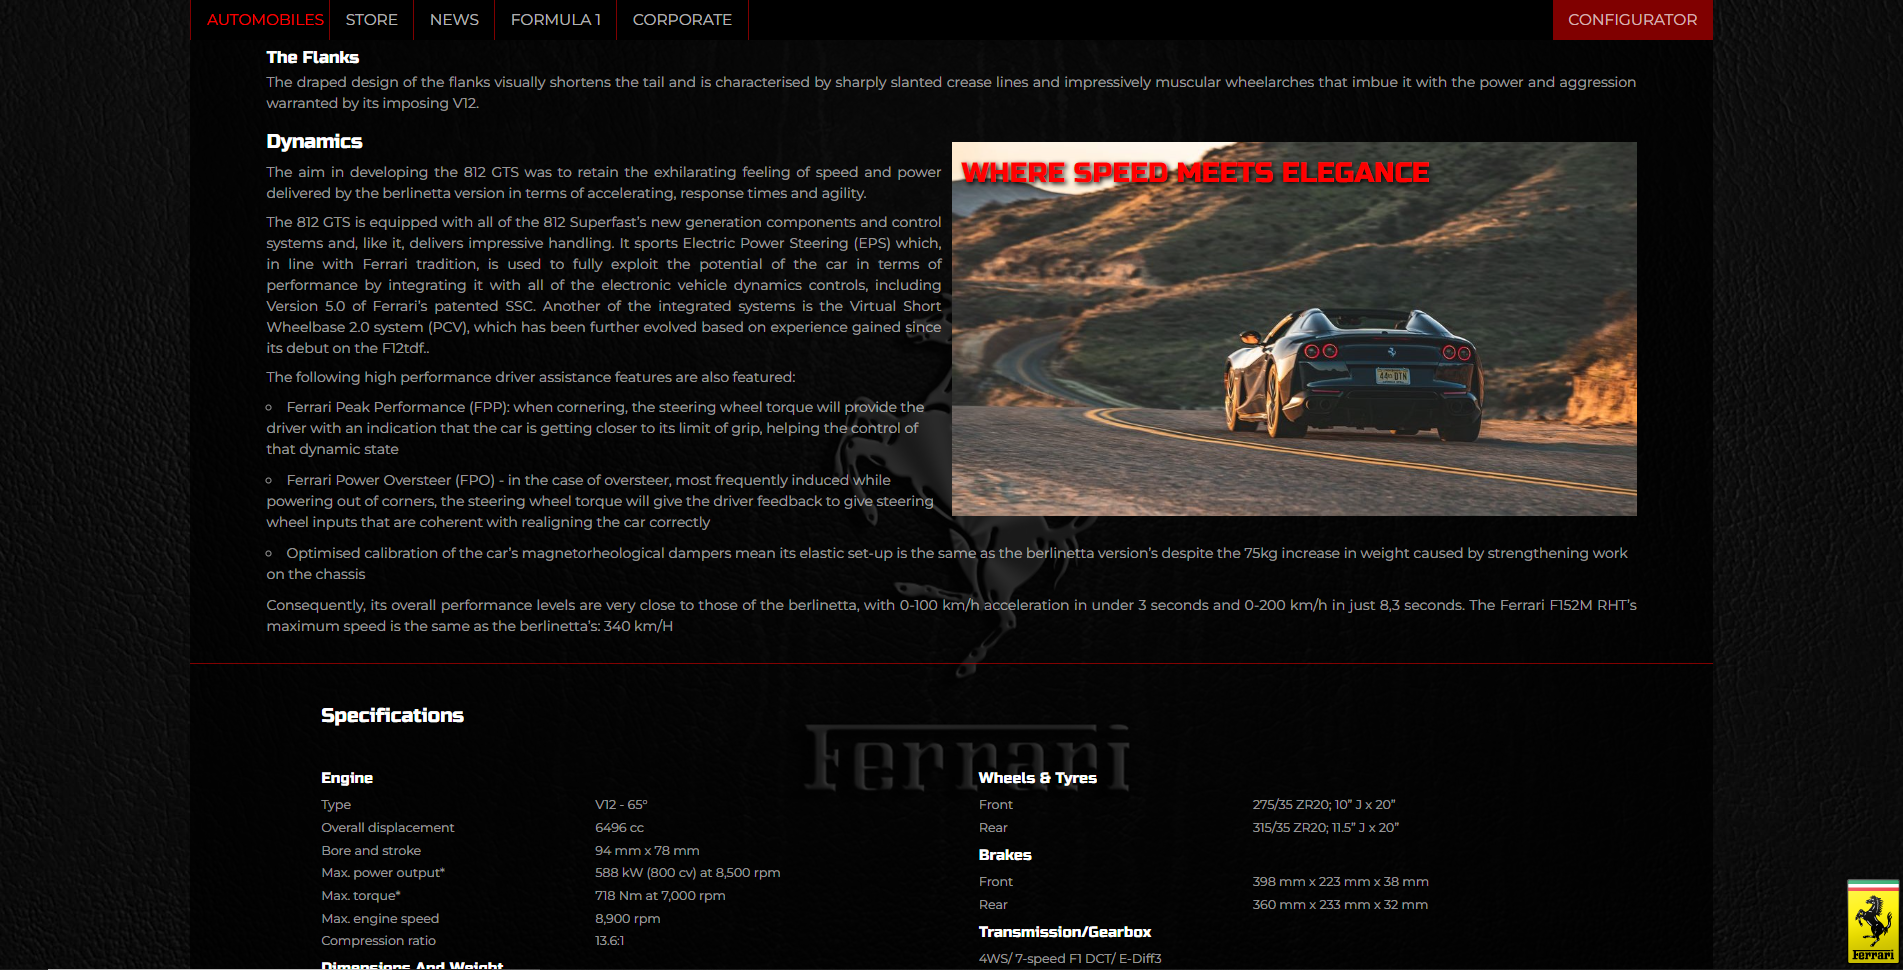 AUTOMOBILES STORE NEWS FORMULA 1 CORPORATE CONFIGURATOR
The Flanks
The draped design of the flanks visually shortens the tail and is characterised by sharply slanted crease lines and impressively muscular wheelarches that imbue it with the power and aggression
warranted by its imposing V12.
Dynamics
The aim in developing the 812 GTS was to retain the exhilarating feeling of speed and power
delivered by the berlinetta version in terms of accelerating, response times and agility.
The 812 GTS is equipped with all of the 812 Superfast’s new generation components and control
systems and, like it, delivers impressive handling. It sports Electric Power Steering (EPS) which,
in line with Ferrari tradition, is used to fully exploit the potential of the car in terms of
performance by integrating it with all of the electronic vehicle dynamics controls, including
Version 5.0 of Ferrari’s patented SSC. Another of the integrated systems is the Virtual Short
Wheelbase 2.0 system (PCV), which has been further evolved based on experience gained since
its debut on the F12tdf..
The following high performance driver assistance features are also featured:
Ferrari Peak Performance (FPP): when cornering, the steering wheel torque will provide the
driver with an indication that the car is getting closer to its limit of grip, helping the control of
that dynamic state
Ferrari Power Oversteer (FPO) - in the case of oversteer, most frequently induced while
powering out of corners, the steering wheel torque will give the driver feedback to give steering
wheel inputs that are coherent with realigning the car correctly
WHERE SPEED MEETS ELEGANCE
Optimised calibration of the car’s magnetorheological dampers mean its elastic set-up is the same as the berlinetta version’s despite the 75kg increase in weight caused by strengthening work
on the chassis
Consequently, its overall performance levels are very close to those of the berlinetta, with 0-100 km/h acceleration in under 3 seconds and 0-200 km/h in just 8,3 seconds. The Ferrari F152M RHT’s
maximum speed is the same as the berlinetta’s: 340 km/H
Specifications
Ferrari
Engine
Type V12 - 65°
Overall displacement 6496 cc
Bore and stroke 94 mm x 78 mm
Max. power output* 588 kW (800 cv) at 8,500 rpm
Max. torque* 718 Nm at 7,000 rpm
Max. engine speed 8,900 rpm
Compression ratio 13.6:1
Dimensions And Weight
Wheels & Tyres
Front 275/35 ZR20; 10” J x 20”
Rear 315/35 ZR20; 11.5” J x 20”
Brakes
Front 398 mm x 223 mm x 38 mm
Rear 360 mm x 233 mm x 32 mm
Transmission/Gearbox
4WS/ 7-speed F1 DCT/ E-Diff3
Ferrari